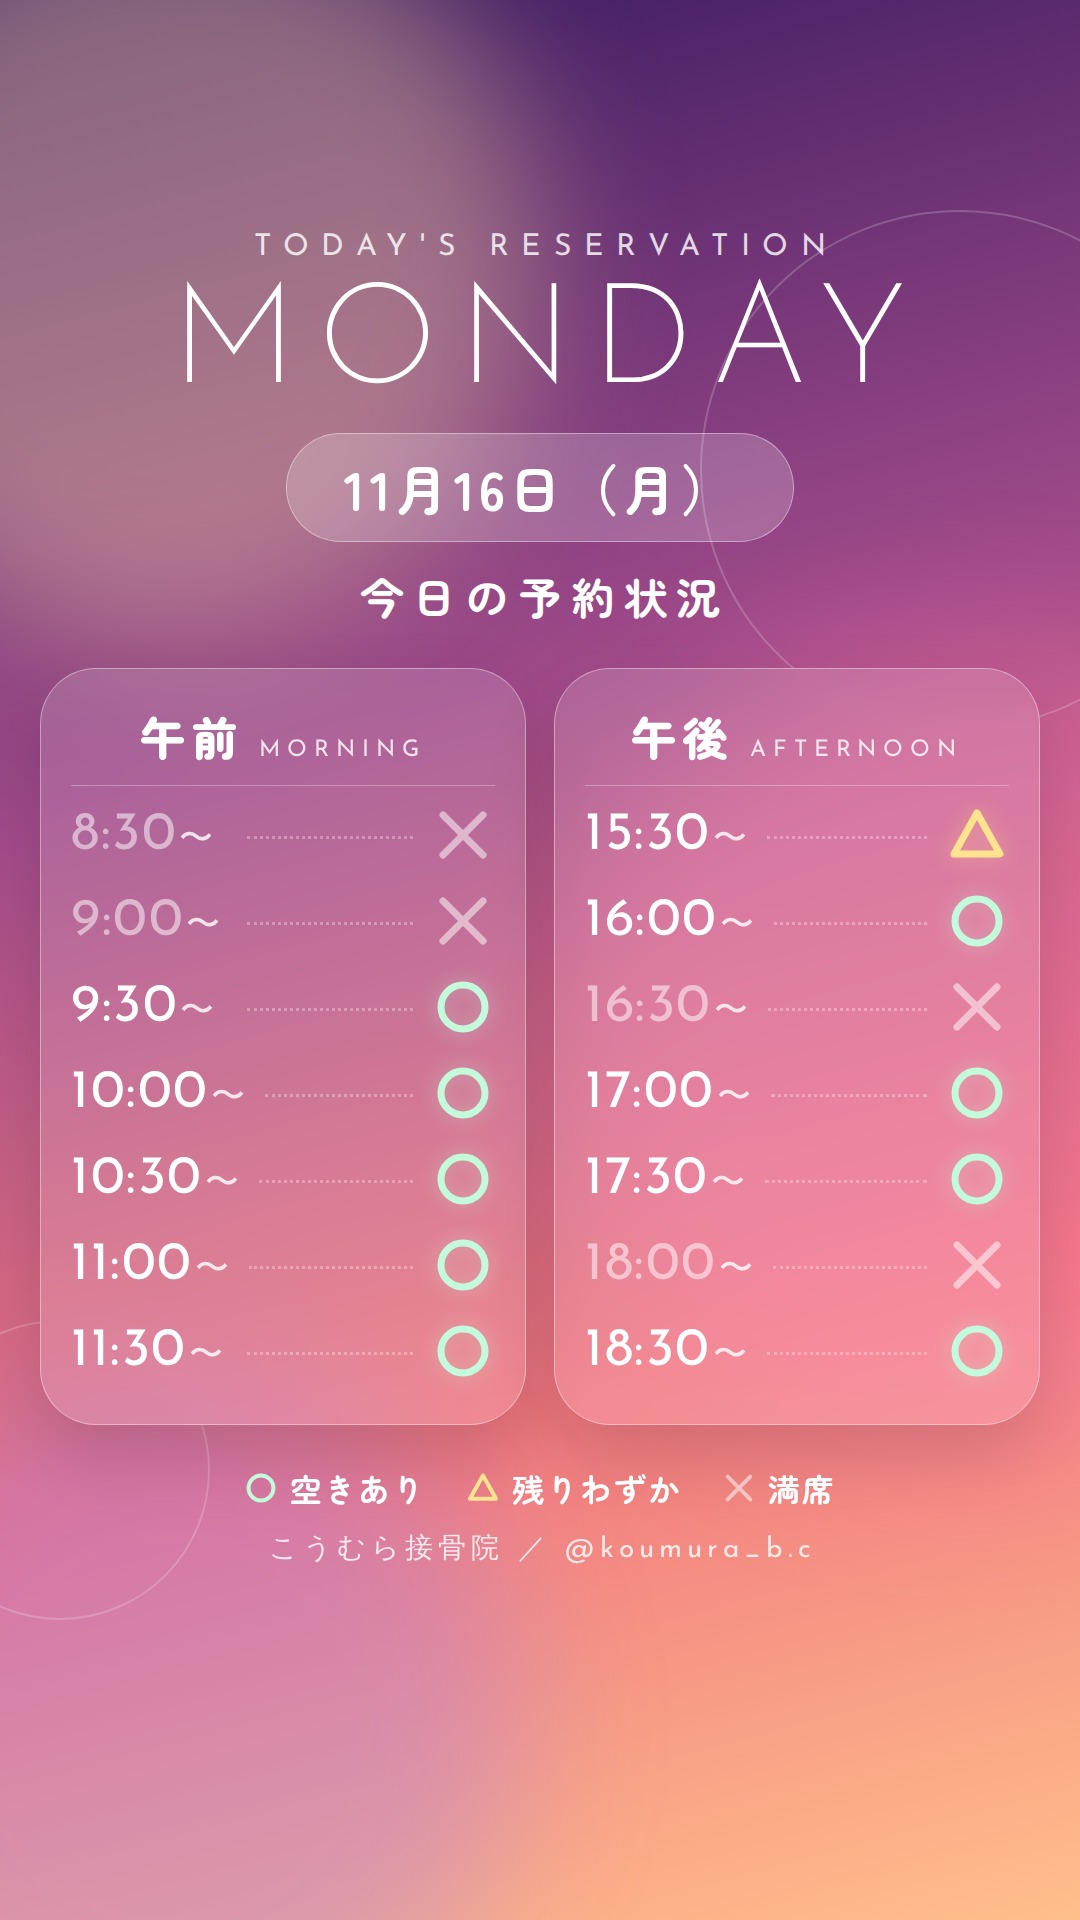 TODAY'S RESERVATION
MONDAY
11月16日（月）
今日の予約状況
午前 MORNING
8:30～ ×
9:00～ ×
9:30～ ○
10:00～ ○
10:30～ ○
11:00～ ○
11:30～ ○
午後 AFTERNOON
15:30～ △
16:00～ ○
16:30～ ×
17:00～ ○
17:30～ ○
18:00～ ×
18:30～ ○
○ 空きあり △ 残りわずか × 満席
こうむら接骨院 ／ @koumura_b.c